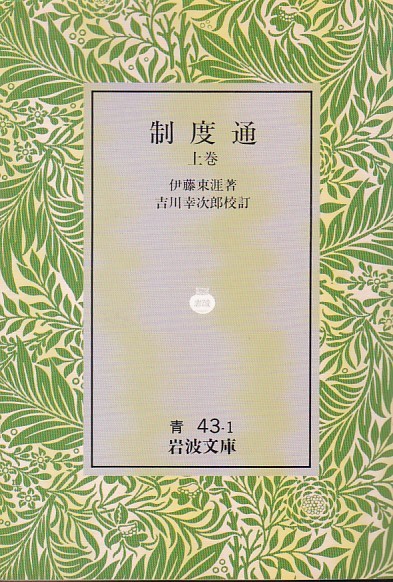 制度通
上巻
伊藤東涯著
吉川幸次郎校訂
青 43-1
岩波文庫